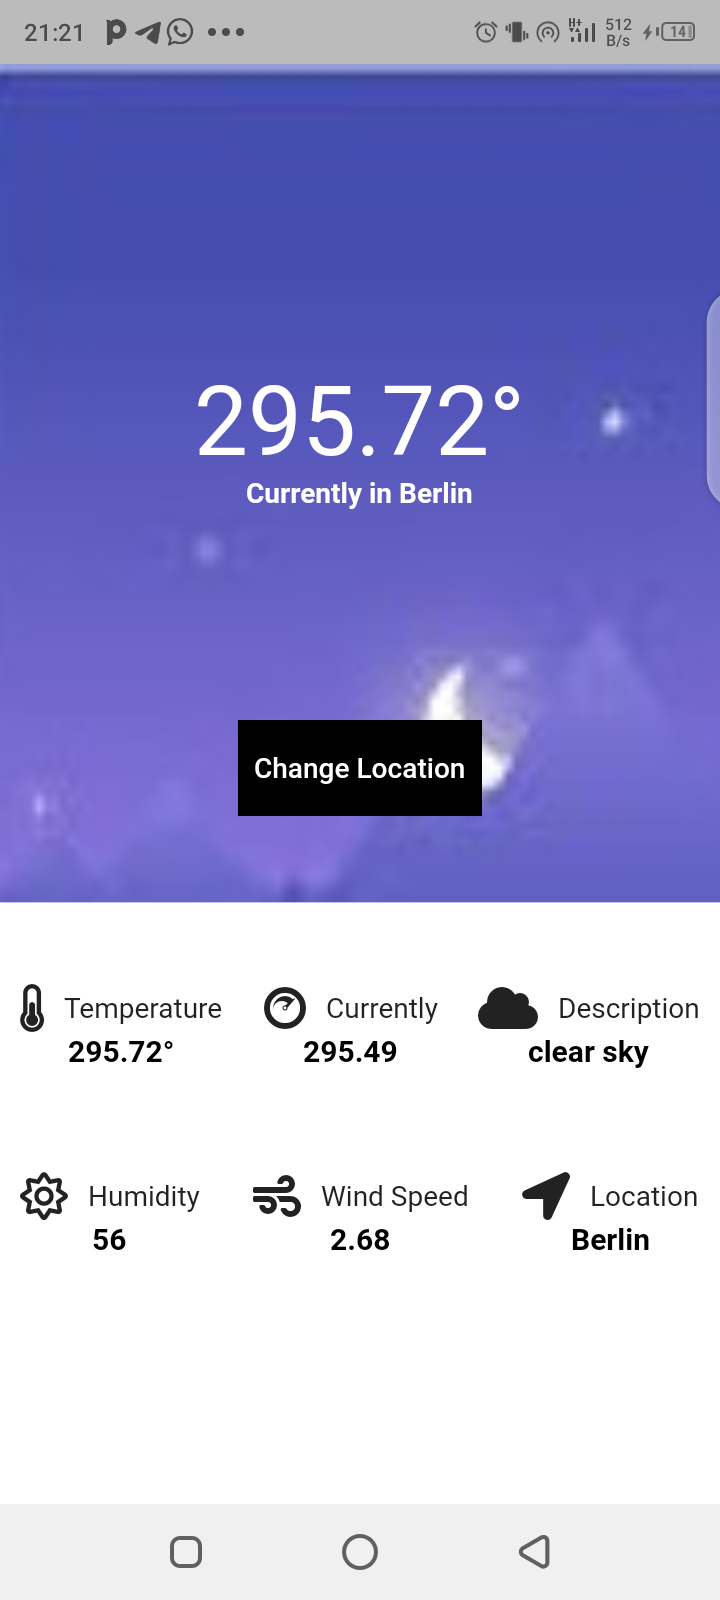 21:21
512
B/s
14
295.72°
Currently in Berlin
Change Location
Temperature Currently Description
295.72° 295.49 clear sky
Humidity Wind Speed Location
56 2.68 Berlin